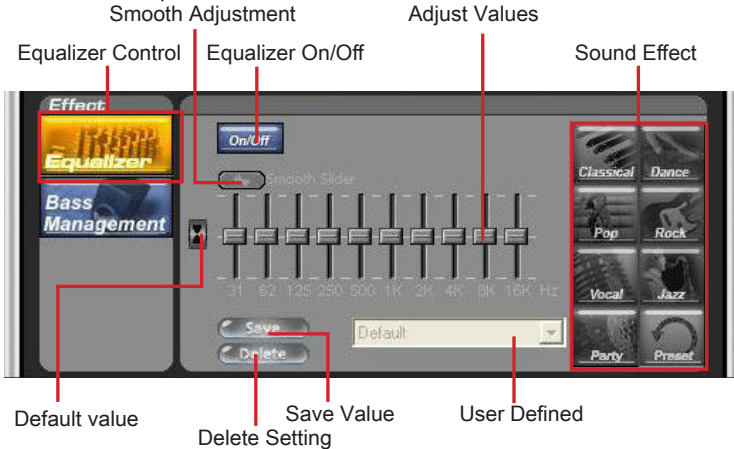 Smooth Adjustment
Adjust Values
Equalizer Control
Equalizer On/Off
Sound Effect
Effect
Equalizer
On/Off
Smooth Slider
Bass
Management
Classical
Dance
Pop
Rock
Vocal
Jazz
Party
Preset
31 62 125 250 500 1K 2K 4K 8K 16K Hz
Save
Default
Delete
Default value
Save Value
User Defined
Delete Setting